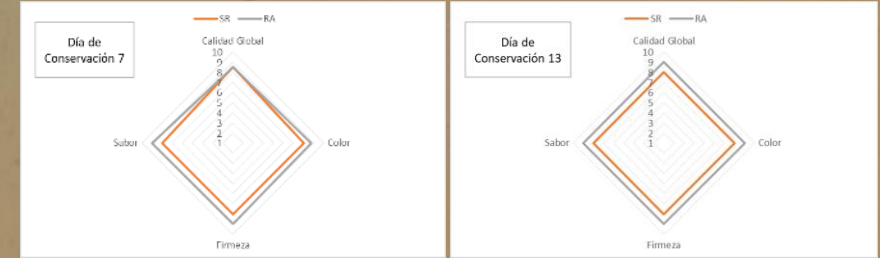 SR RA
Día de
Conservación 7
Calidad Global
10
9
8
7
6
5
4
3
2
1
Sabor
Color
Firmeza
SR RA
Día de
Conservación 13
Calidad Global
10
9
8
7
6
5
4
3
2
1
Sabor
Color
Firmeza